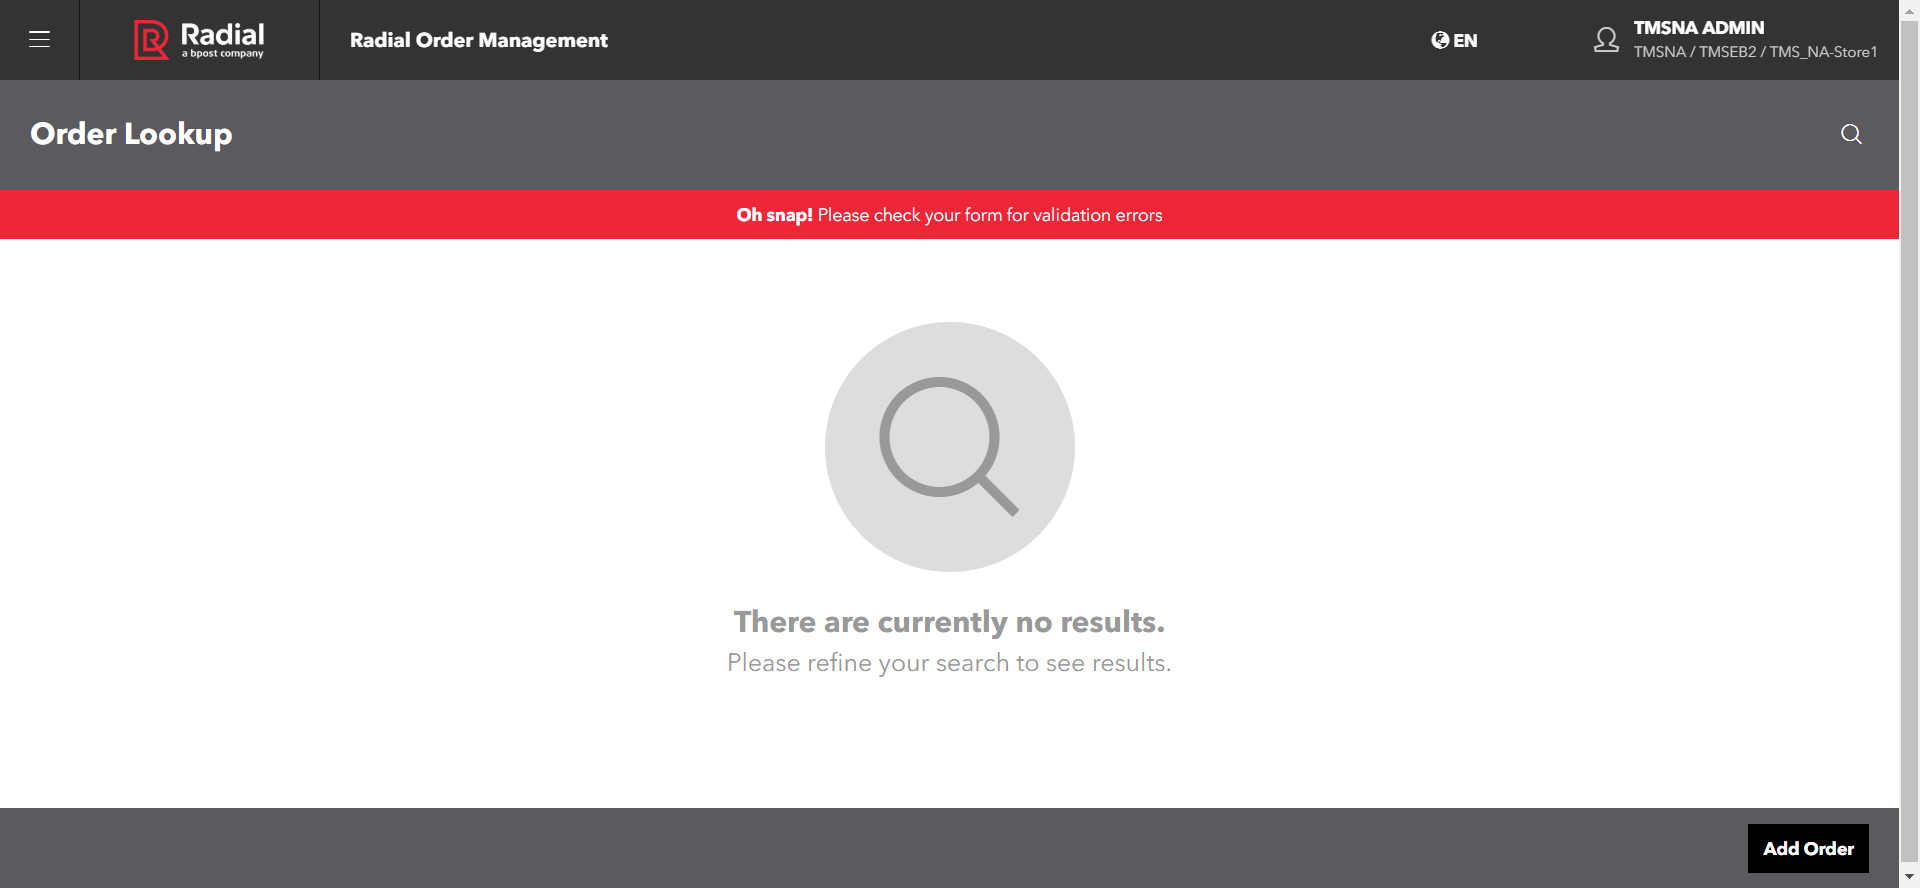 Radial
a bpost company
Radial Order Management
EN
TMSNA ADMIN
TMSNA / TMSEB2 / TMS_NA-Store1
Order Lookup
Oh snap! Please check your form for validation errors
There are currently no results.
Please refine your search to see results.
Add Order